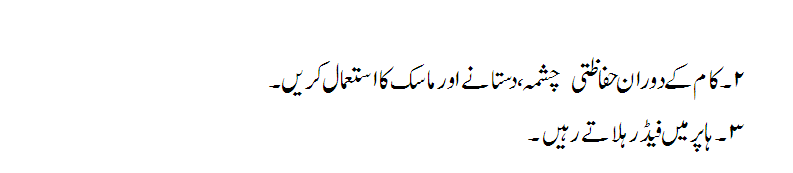 ۲۔ کام کے دوران حفاظتی چشمہ، دستانے اور ماسک کا استعمال کریں۔
۳۔ ہاپر میں فیڈر ہلاتے رہیں۔